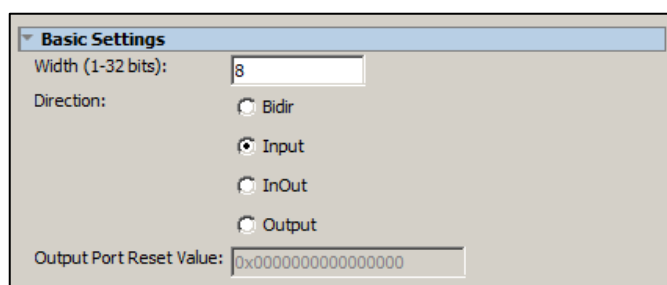 Basic Settings
Width (1-32 bits): 8
Direction: Bidir
Input
InOut
Output
Output Port Reset Value: 0x0000000000000000